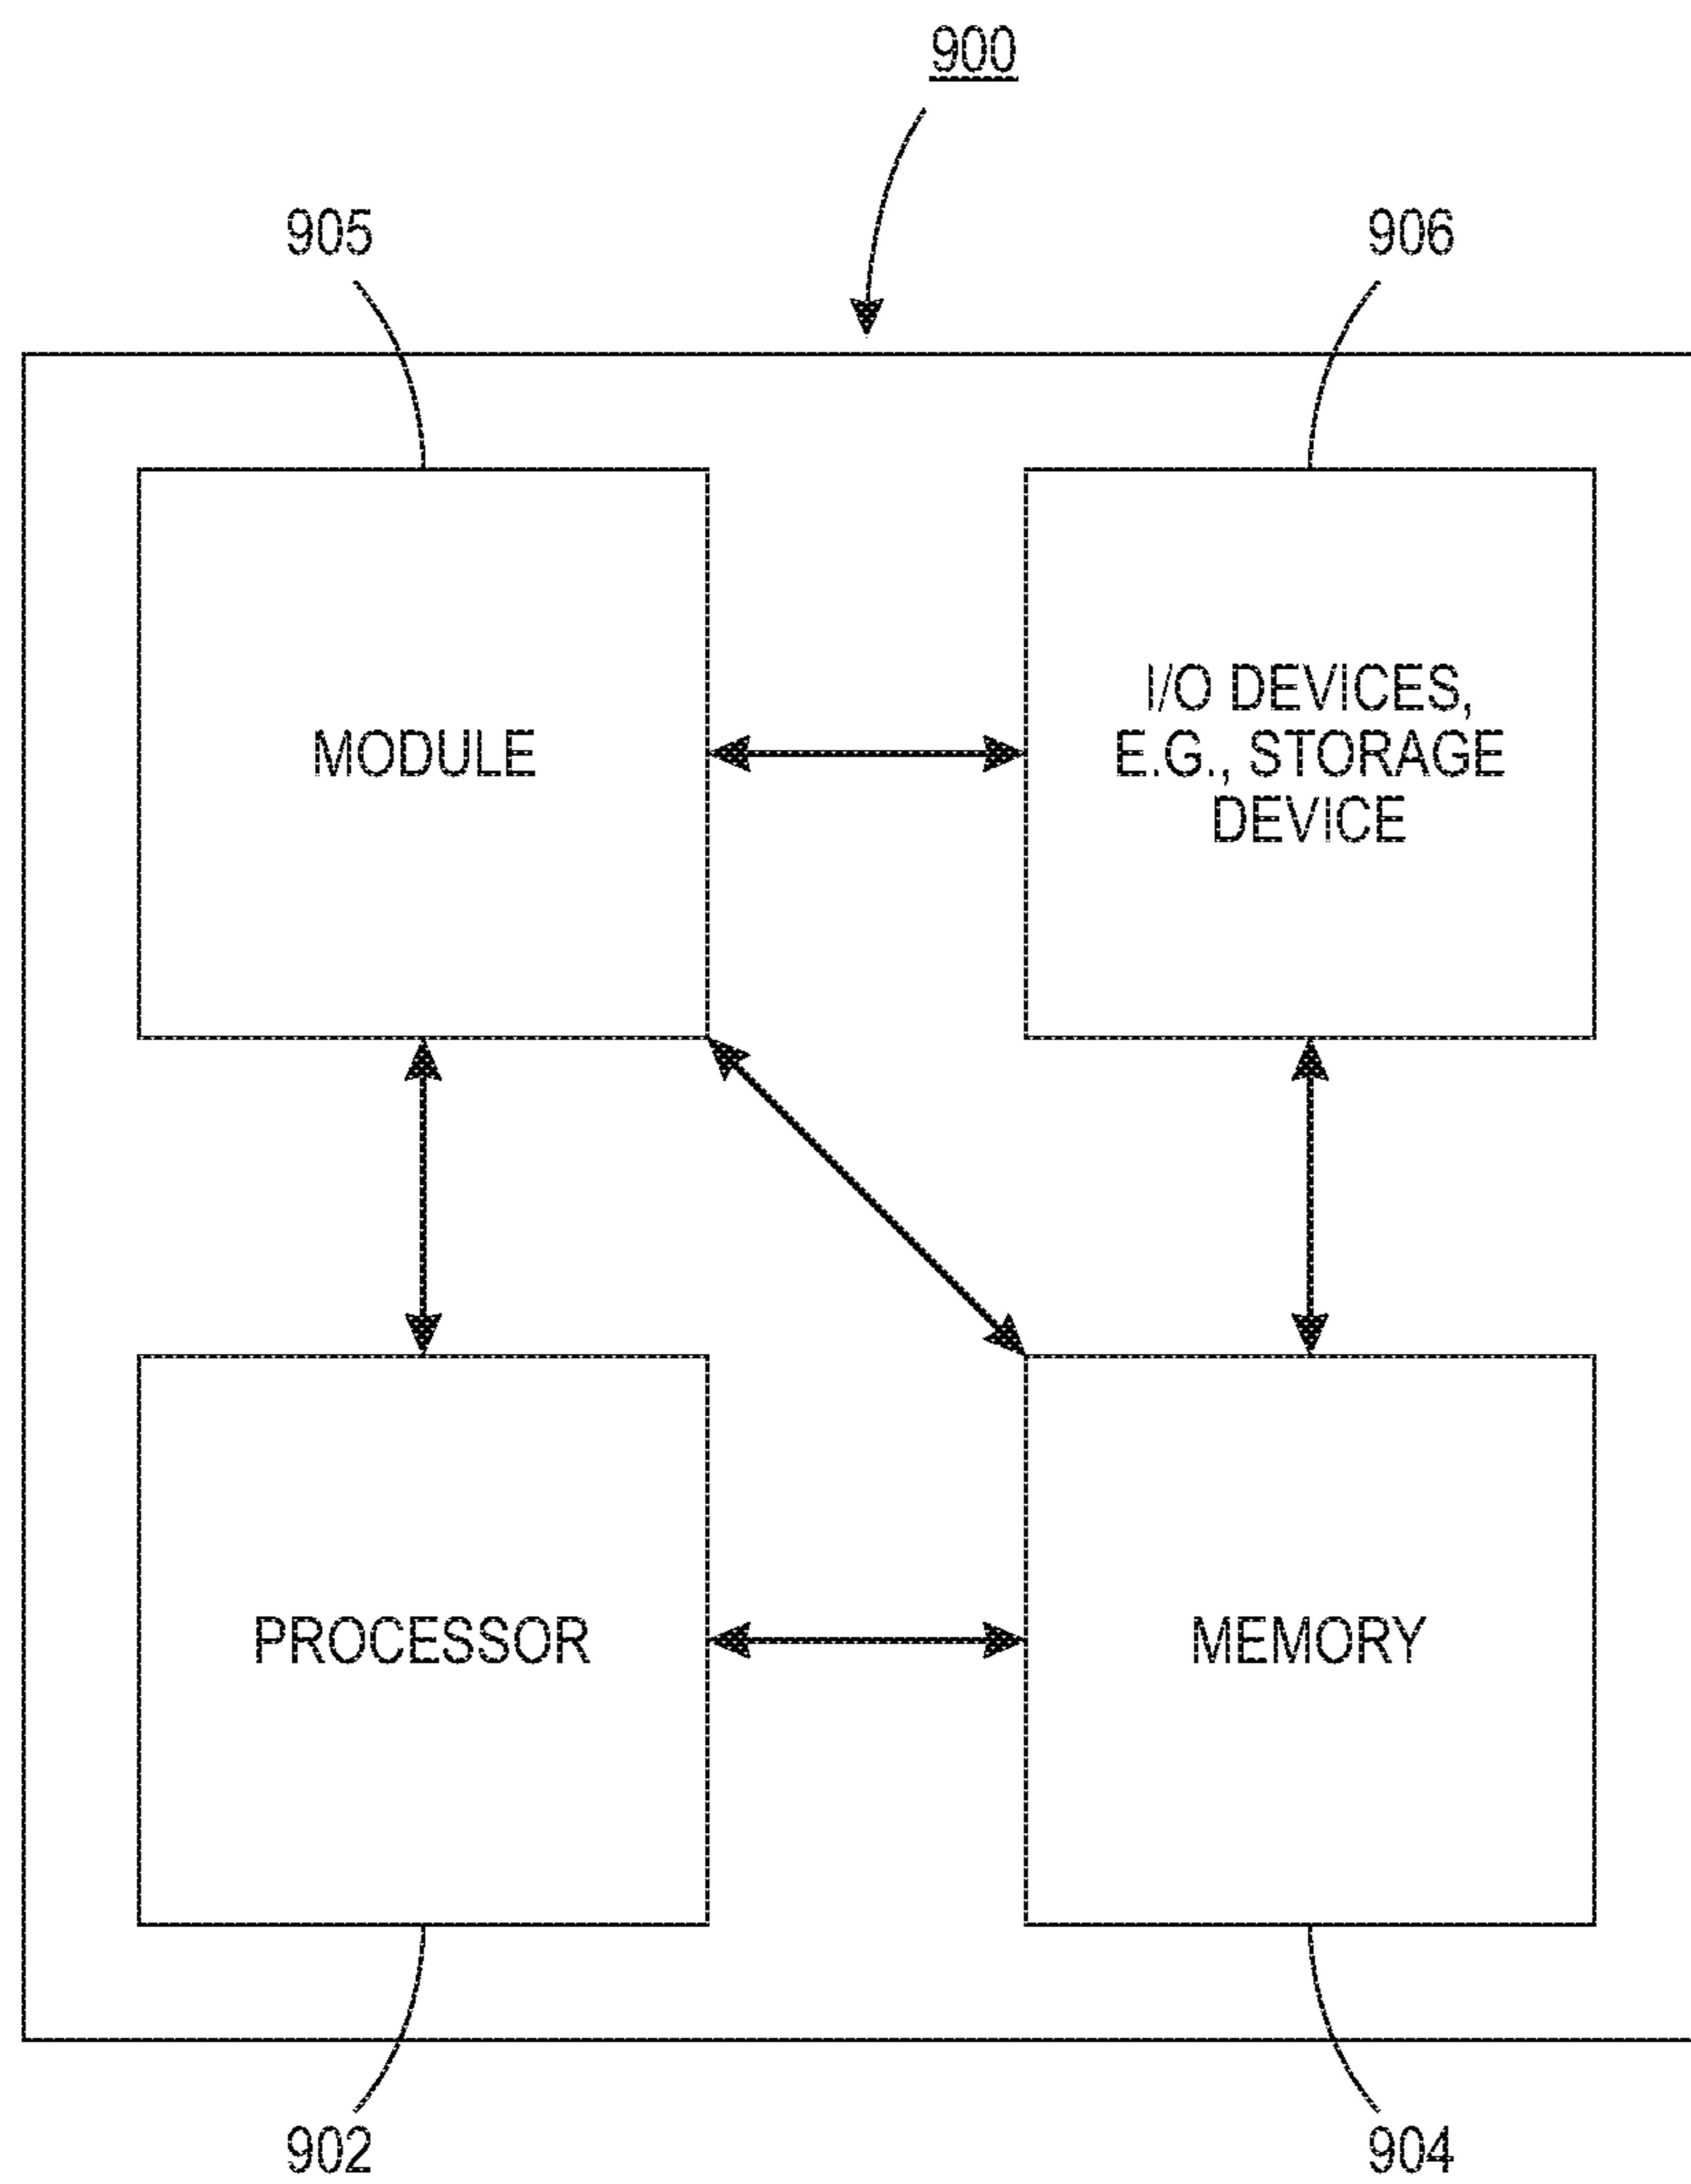 900
905
906
MODULE
I/O DEVICES,
E.G., STORAGE
DEVICE
PROCESSOR
MEMORY
902
904